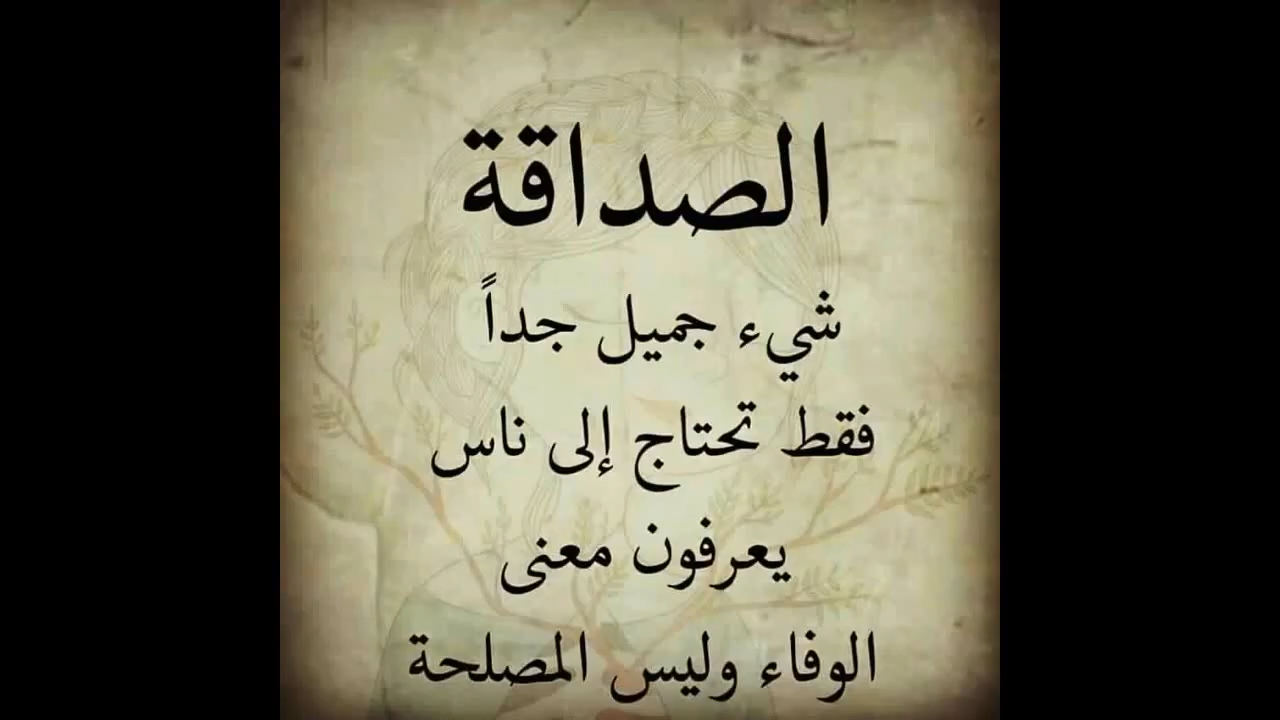 الصداقة
شيء جميل جداً
فقط تحتاج إلى ناس
يعرفون معنى
الوفاء وليس المصلحة